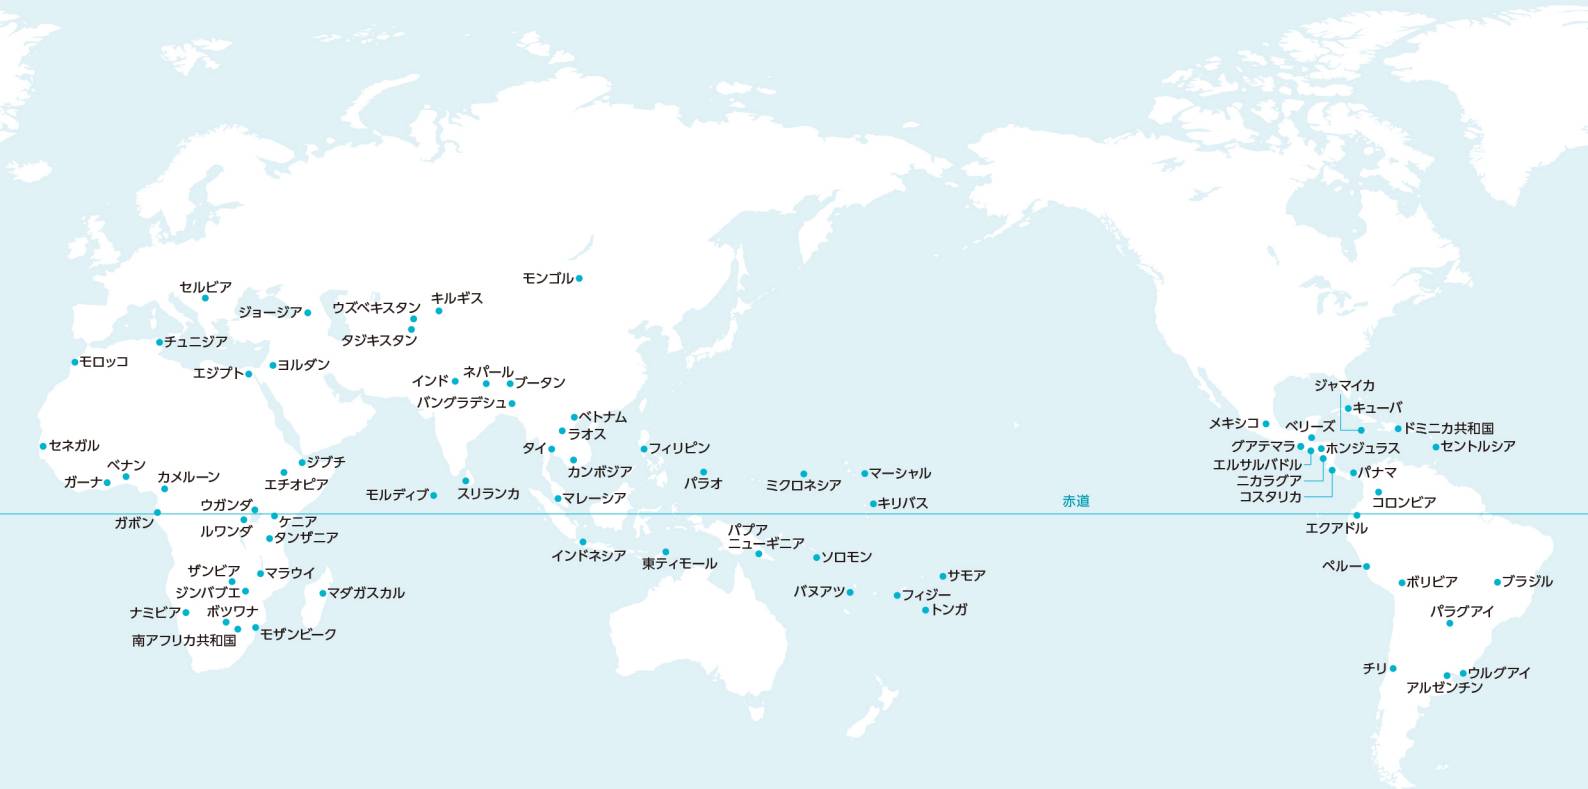 セルビア
ジョージア
ウズベキスタン
キルギス
タジキスタン
モンゴル
チュニジア
モロッコ
エジプト
ヨルダン
インド
ネパール
ブータン
バングラデシュ
ベトナム
ラオス
タイ
カンボジア
フィリピン
セネガル
ベナン
ガーナ
カメルーン
ジブチ
エチオピア
モルディブ
スリランカ
マレーシア
パラオ
ミクロネシア
マーシャル
キリバス
赤道
ウガンダ
ガボン
ルワンダ
ケニア
タンザニア
インドネシア
東ティモール
パプア
ニューギニア
ソロモン
ザンビア
マラウイ
ジンバブエ
マダガスカル
ナミビア
ボツワナ
南アフリカ共和国
モザンビーク
バヌアツ
サモア
フィジー
トンガ
ジャマイカ
キューバ
メキシコ
ベリーズ
ドミニカ共和国
グアテマラ
ホンジュラス
セントルシア
エルサルバドル
ニカラグア
コスタリカ
パナマ
コロンビア
エクアドル
ペルー
ボリビア
ブラジル
パラグアイ
チリ
ウルグアイ
アルゼンチン